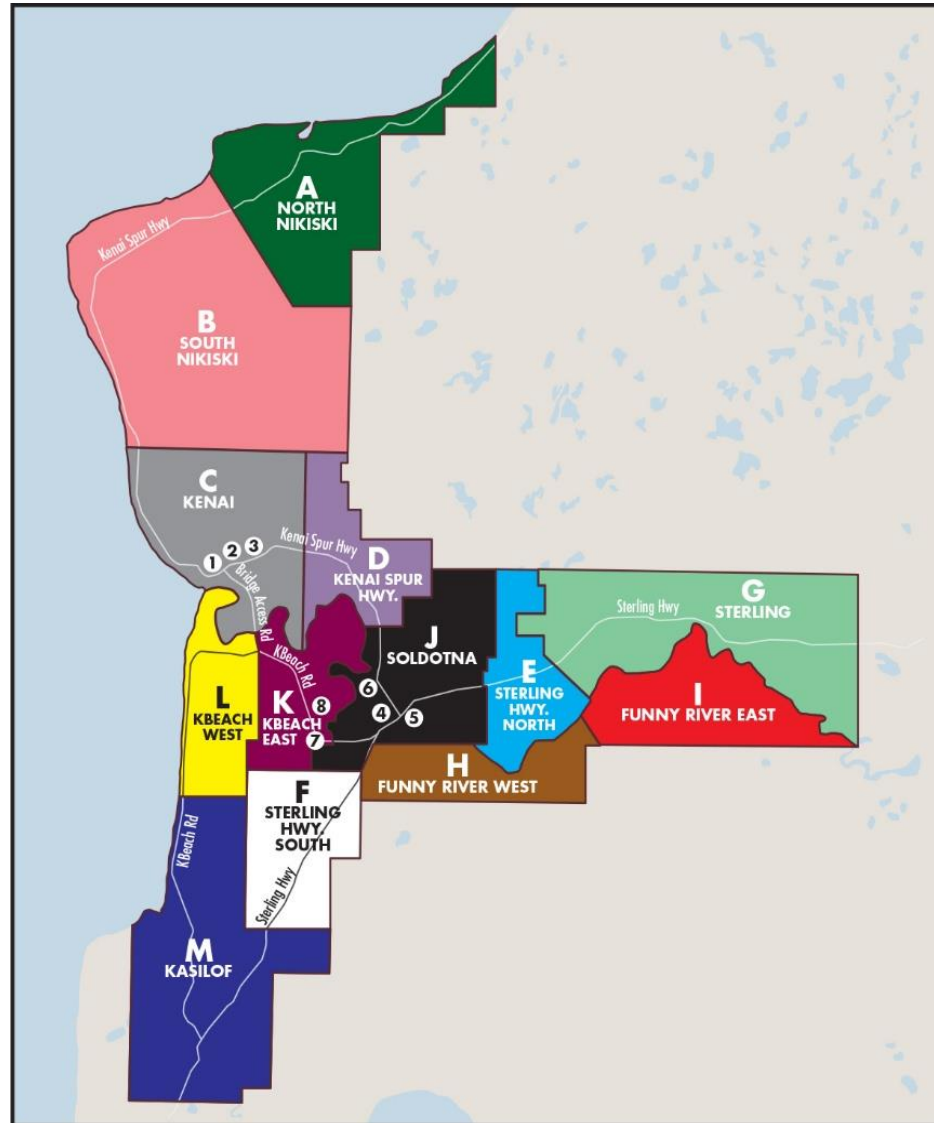 A
NORTH
NIKISKI
Kenai Spur Hwy
B
SOUTH
NIKISKI
C
KENAI
1 2 3
Kenai Spur Hwy
Bridge Access Rd
D
KENAI SPUR
HWY.
G
STERLING
Sterling Hwy
J
SOLDOTNA
KBeach Rd
E
STERLING
HWY.
NORTH
I
FUNNY RIVER EAST
L
KBEACH
WEST
K
KBEACH
EAST
6
8
4 5
7
H
FUNNY RIVER WEST
F
STERLING
HWY.
SOUTH
KBeach Rd
Sterling Hwy
M
KASILOF